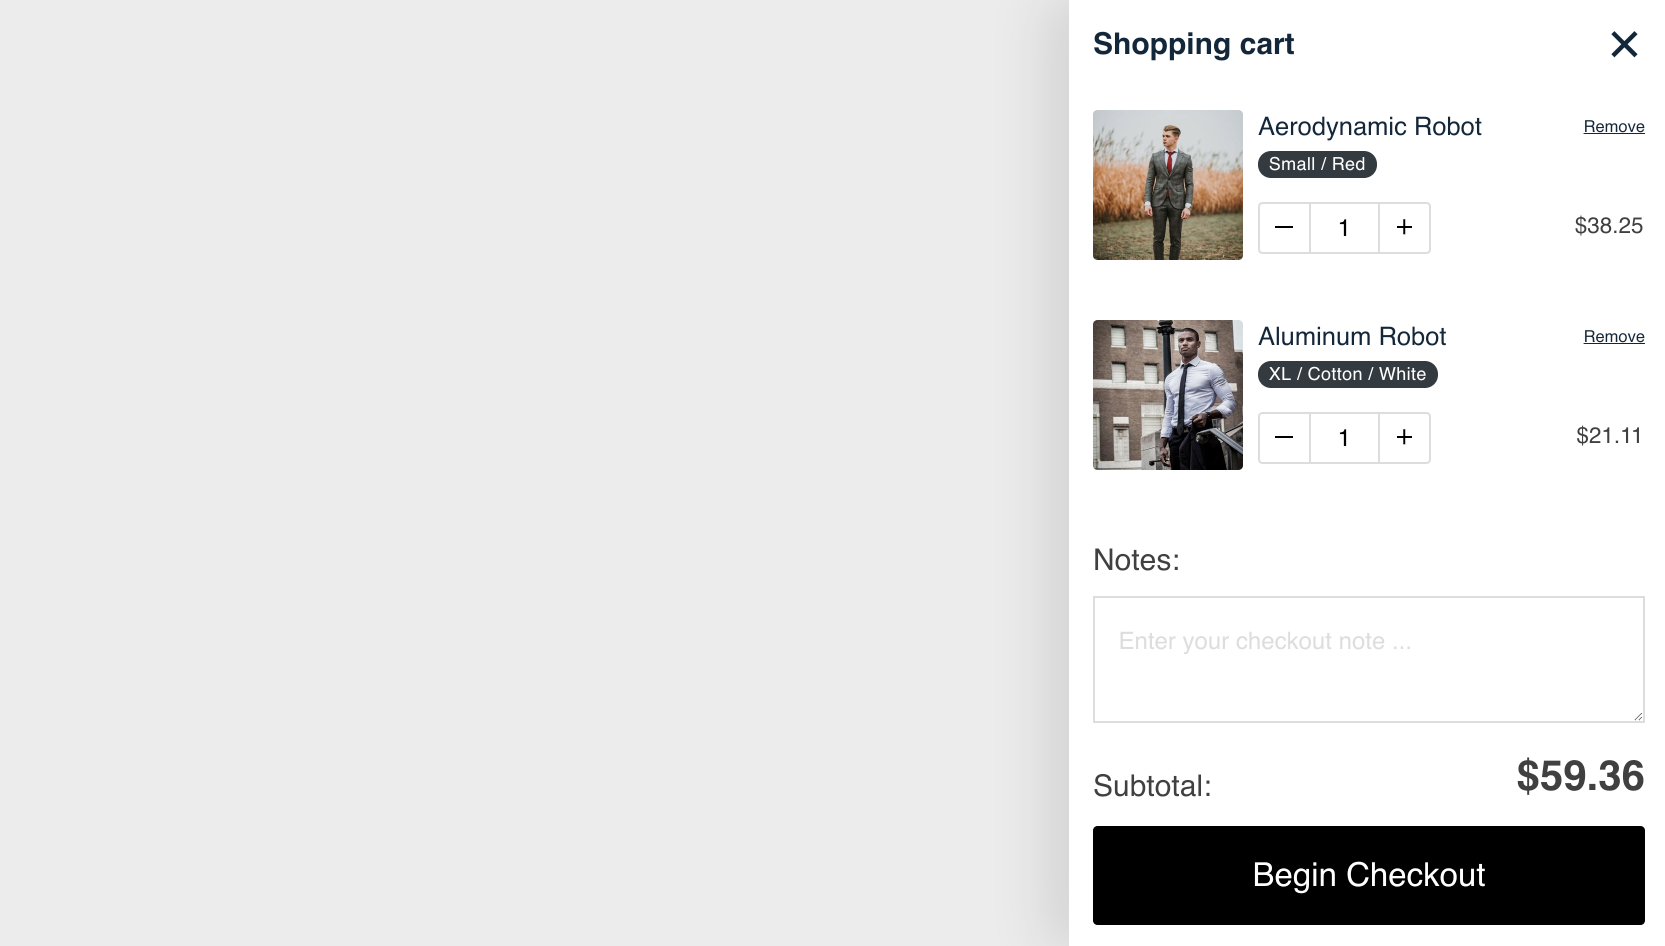 Shopping cart
Aerodynamic Robot
Remove
Small / Red
1
$38.25
Aluminum Robot
Remove
XL / Cotton / White
1
$21.11
Notes:
Enter your checkout note ...
Subtotal:
$59.36
Begin Checkout